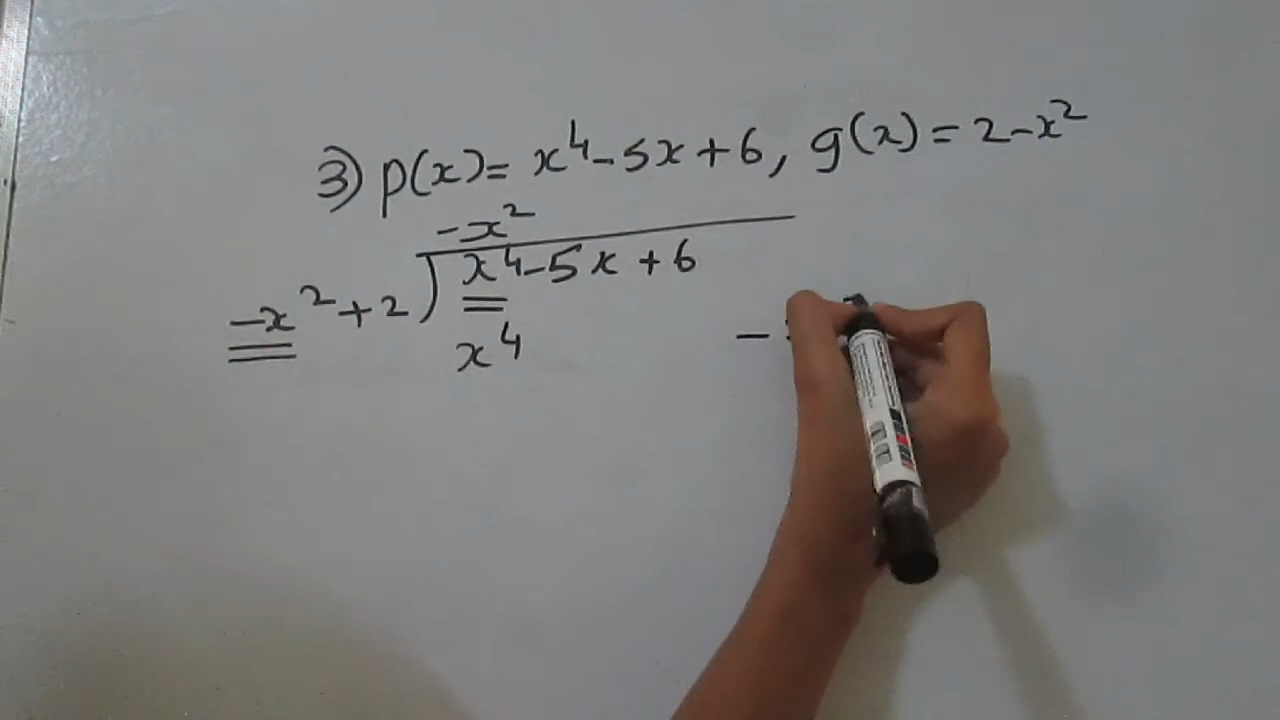 3) p(x)= x⁴-5x+6, g(x)=2-x²
-x²
-x²+2) x⁴-5x+6
x⁴ -